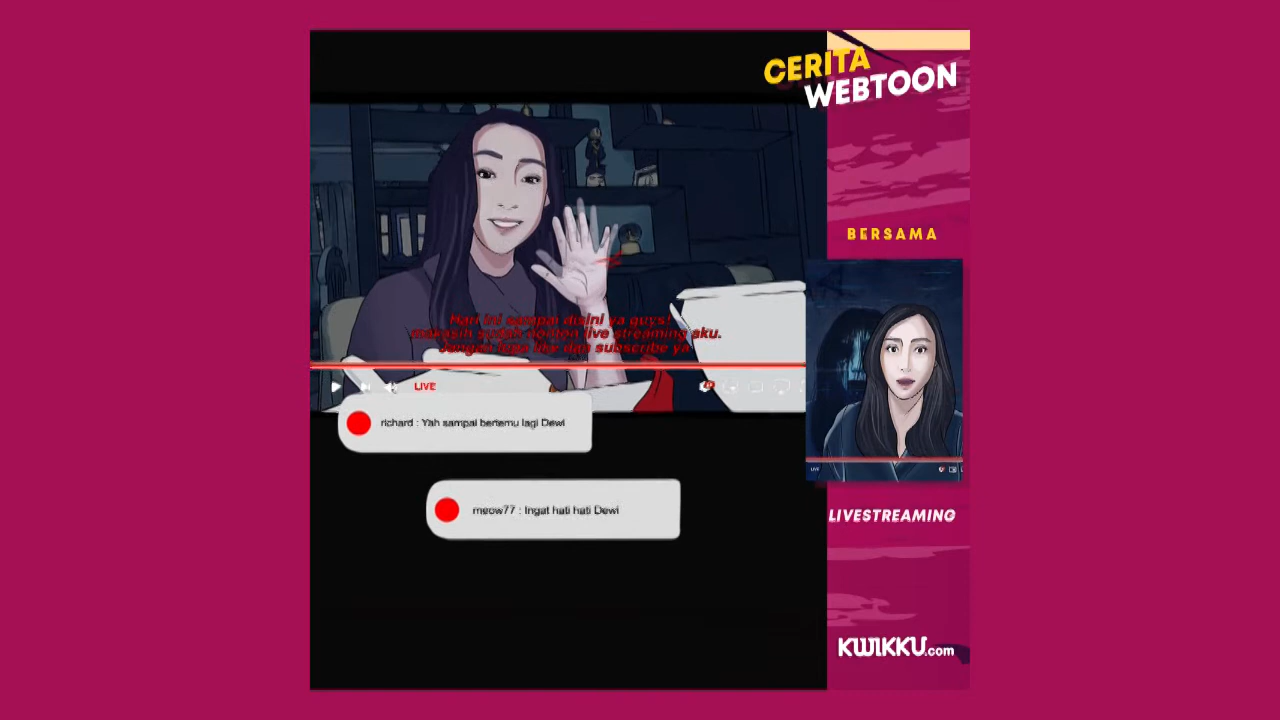 CERITA
WEBTOON
BERSAMA
Hari ini sampai disini ya guys!
makasih sudah nonton live streaming aku.
Jangan lupa like dan subscribe ya
LIVE
richard : Yah sampai bertemu lagi Dewi
meow77 : Ingat hati hati Dewi
LIVE
LIVESTREAMING
KWIKKU.com